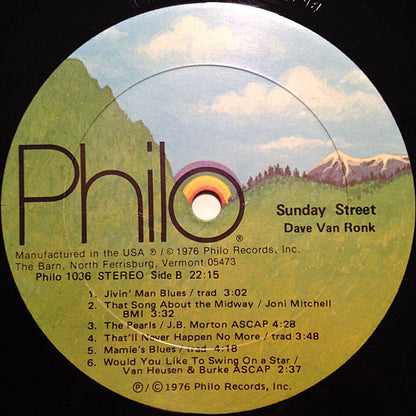 Philo®
Sunday Street
Dave Van Ronk
Manufactured in the USA ℗/© 1976 Philo Records, Inc.
The Barn, North Ferrisburg, Vermont 05473
Philo 1036 STEREO Side B 22:15
1. Jivin' Man Blues / trad 3:02
2. That Song About the Midway / Joni Mitchell
BMI 3:32
3. The Pearls / J.B. Morton ASCAP 4:28
4. That'll Never Happen No More / trad 3:48
5. Mamie's Blues / trad 4:18
6. Would You Like To Swing On a Star /
Van Heusen & Burke ASCAP 2:37
℗/© 1976 Philo Records, Inc.